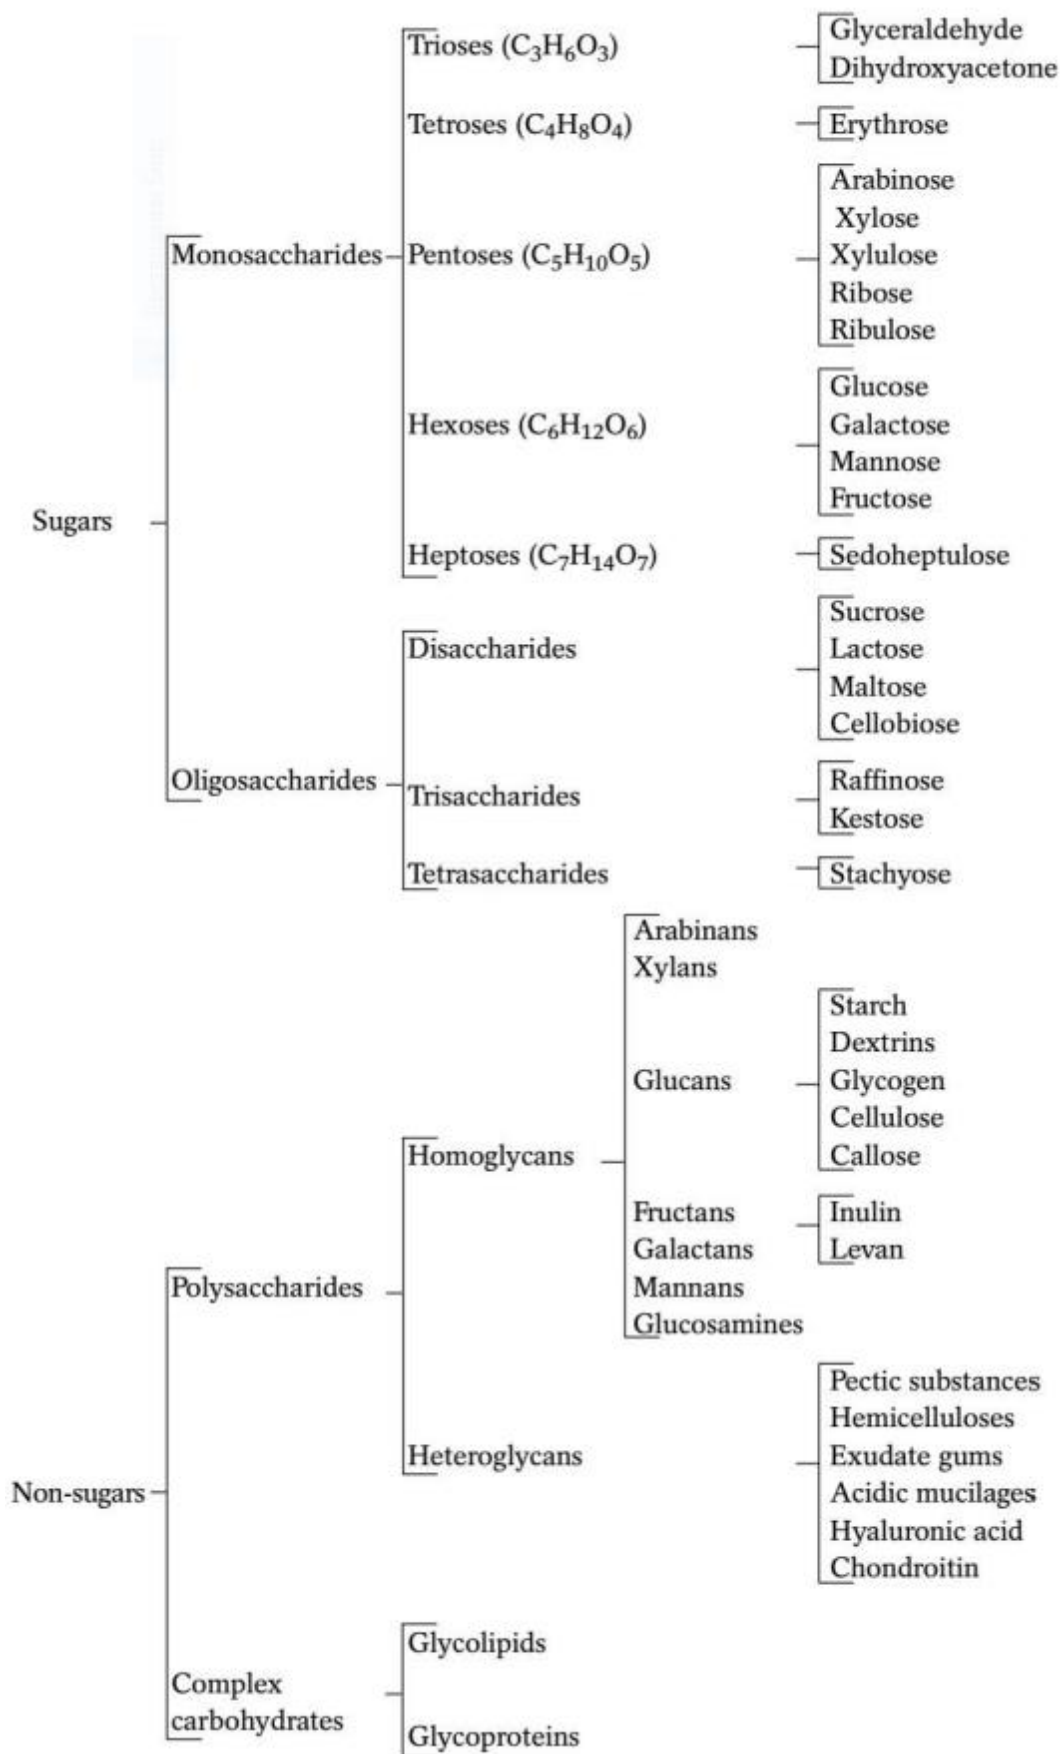 Glyceraldehyde
Trioses (C₃H₆O₃)
Dihydroxyacetone
Tetroses (C₄H₈O₄) Erythrose
Arabinose
Xylose
Monosaccharides Pentoses (C₅H₁₀O₅) Xylulose
Ribose
Ribulose
Glucose
Hexoses (C₆H₁₂O₆) Galactose
Mannose
Fructose
Sugars
Heptoses (C₇H₁₄O₇) Sedoheptulose
Sucrose
Disaccharides Lactose
Maltose
Cellobiose
Oligosaccharides Raffinose
Trisaccharides
Kestose
Tetrasaccharides Stachyose
Arabinans
Xylans
Starch
Dextrins
Glucans Glycogen
Cellulose
Homoglycans Callose
Fructans Inulin
Galactans Levan
Polysaccharides Mannans
Glucosamines
Pectic substances
Hemicelluloses
Heteroglycans Exudate gums
Non-sugars Acidic mucilages
Hyaluronic acid
Chondroitin
Glycolipids
Complex
carbohydrates
Glycoproteins